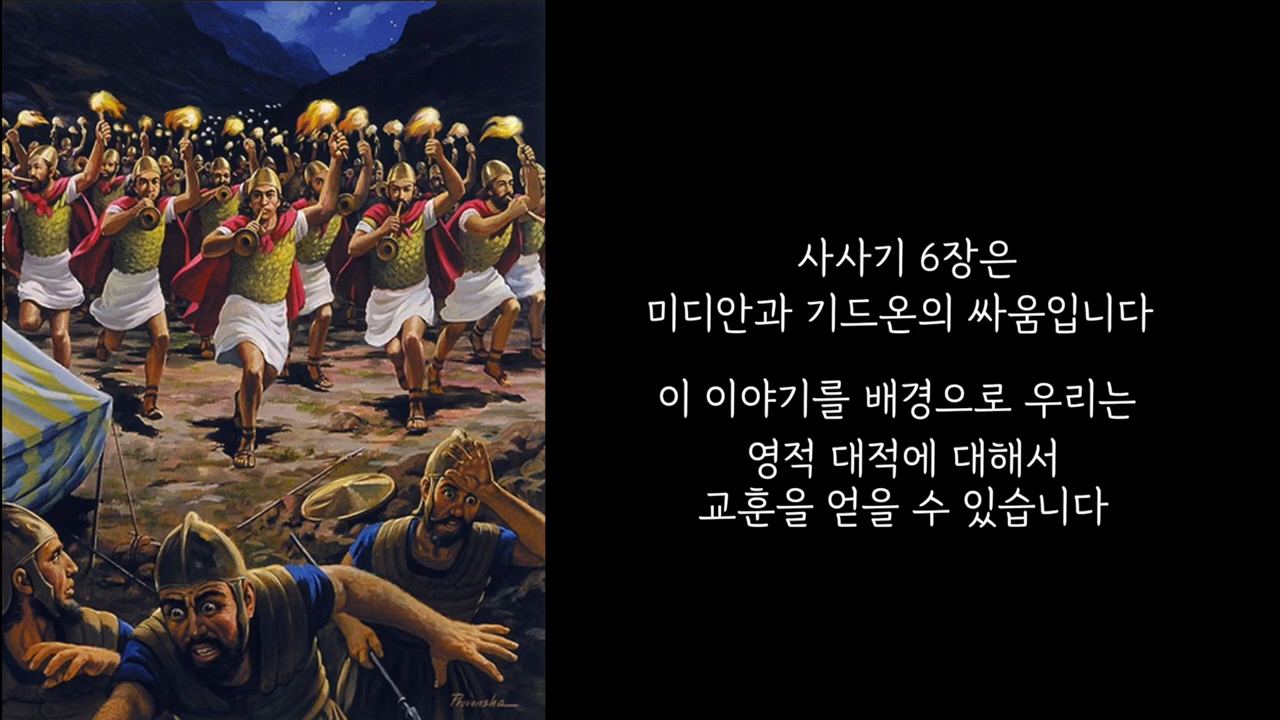 사사기 6장은
미디안과 기드온의 싸움입니다
이 이야기를 배경으로 우리는
영적 대적에 대해서
교훈을 얻을 수 있습니다